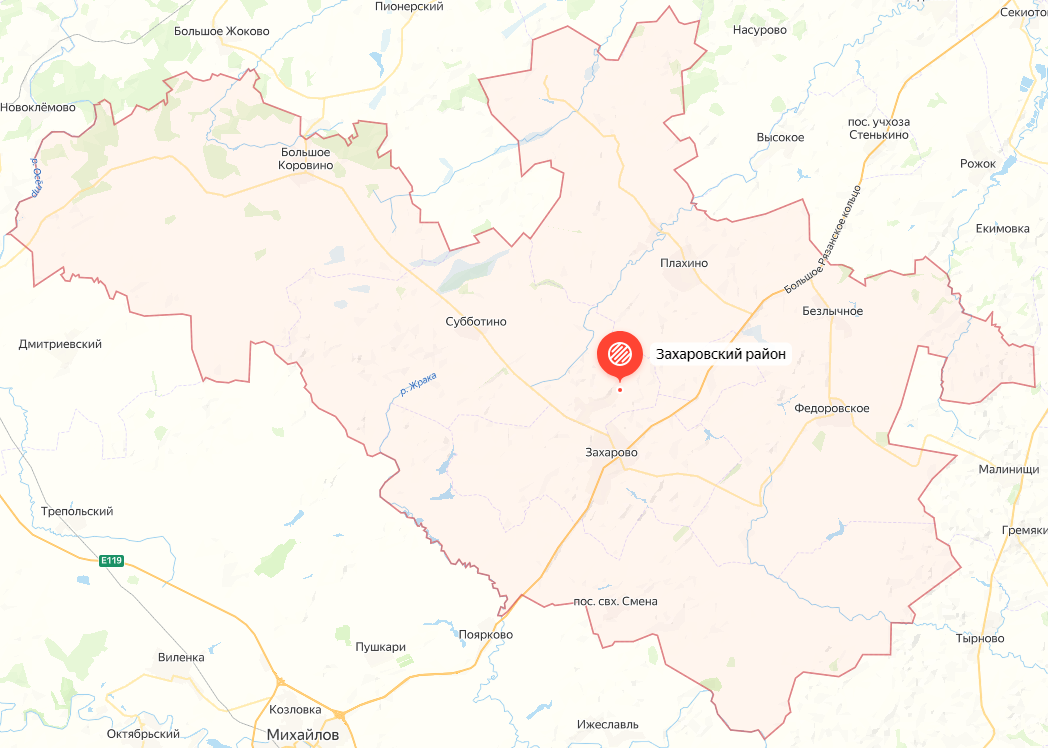 Пионерский
Большое Жоково
Насурово
Новоклёмово
пос. учхоза
Стенькино
Высокое
Большое
Коровино
Рожок
р. Осётр
Екимовка
Большое Рязанское кольцо
Плахино
Безлычное
Субботино
Дмитриевский
Захаровский район
р. Жрака
Федоровское
Захарово
Малинищи
Трепольский
E119
пос. свх. Смена
Поярково
Тырново
Пушкари
Виленка
Козловка
Ижеславль
Октябрьский
Михайлов